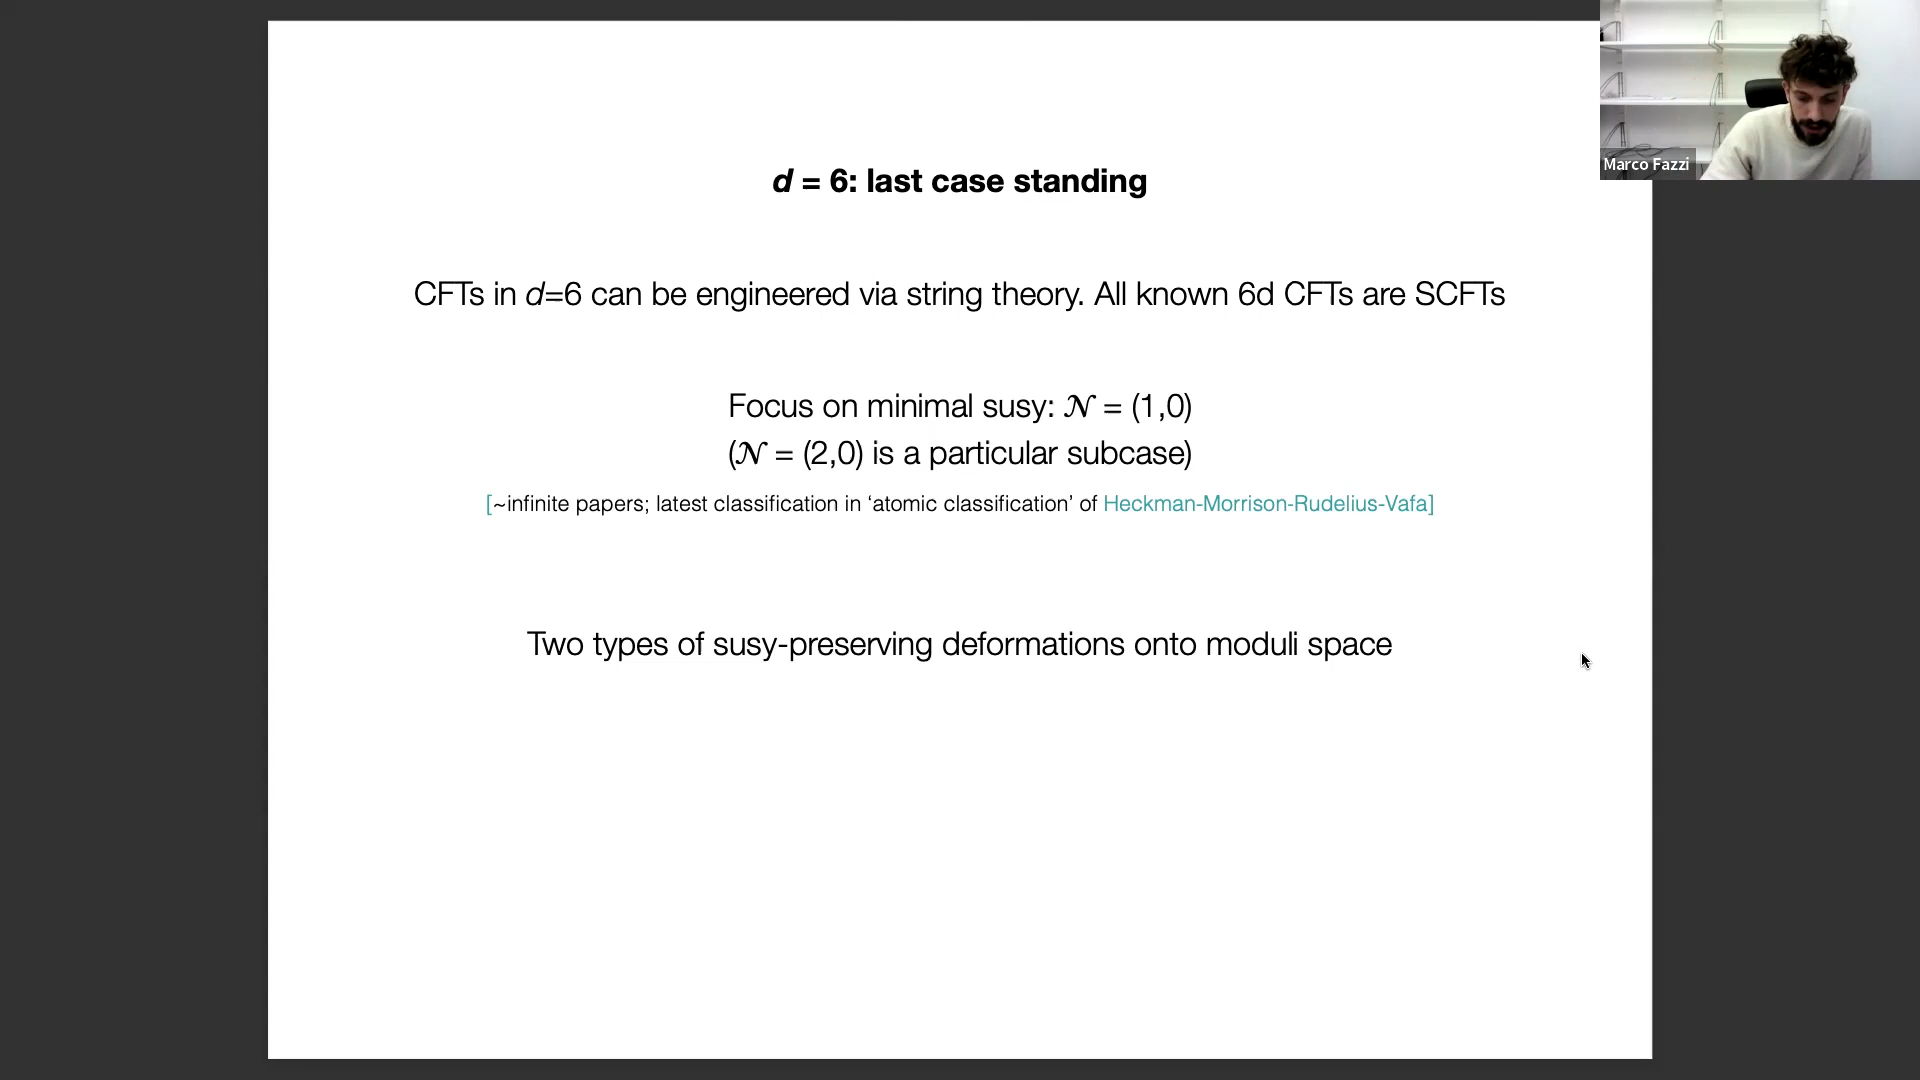 d = 6: last case standing
CFTs in d=6 can be engineered via string theory. All known 6d CFTs are SCFTs
Focus on minimal susy: 𝒩 = (1,0)
(𝒩 = (2,0) is a particular subcase)
[~infinite papers; latest classification in ‘atomic classification’ of Heckman-Morrison-Rudelius-Vafa]
Two types of susy-preserving deformations onto moduli space
Marco Fazzi